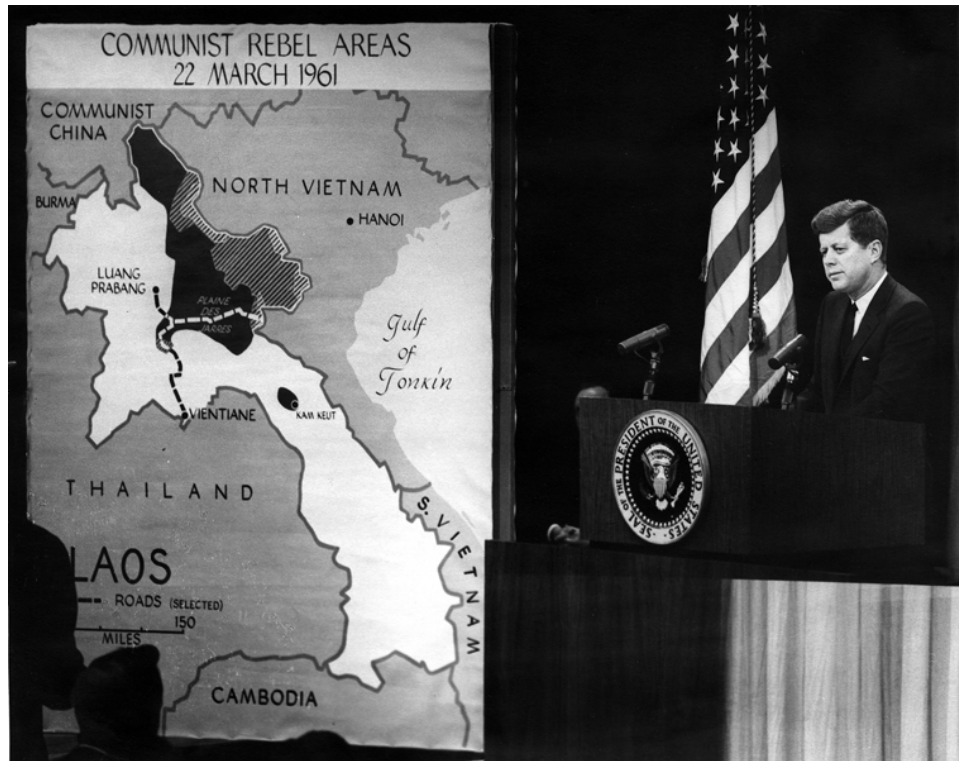 COMMUNIST REBEL AREAS
22 MARCH 1961
COMMUNIST
CHINA
NORTH VIETNAM
BURMA
HANOI
LUANG
PRABANG
PLAINE
DES
JARRES
Gulf
of
Tonkin
VIENTIANE
KAM KEUT
THAILAND
S. VIETNAM
LAOS
ROADS (SELECTED)
150
MILES
CAMBODIA
SEAL OF THE PRESIDENT OF THE UNITED STATES